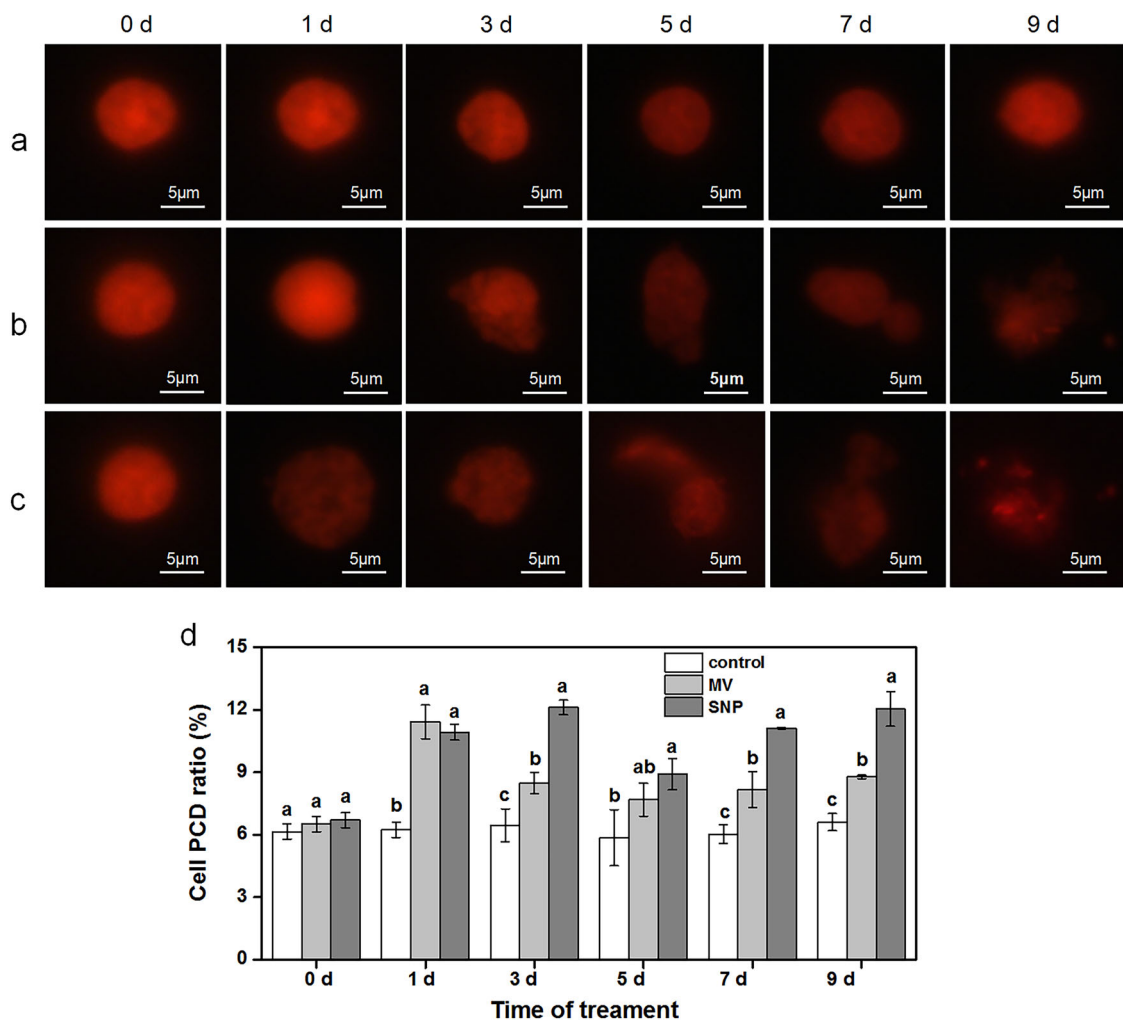 0 d 1 d 3 d 5 d 7 d 9 d
a
5µm 5µm 5µm 5µm 5µm 5µm
b
5µm 5µm 5µm 5µm 5µm 5µm
c
5µm 5µm 5µm 5µm 5µm 5µm
d
15
12
9
6
3
0
Cell PCD ratio (%)
control
MV
SNP
a a a
b a a
c b a
b ab a
c b a
c b a
0 d 1 d 3 d 5 d 7 d 9 d
Time of treament